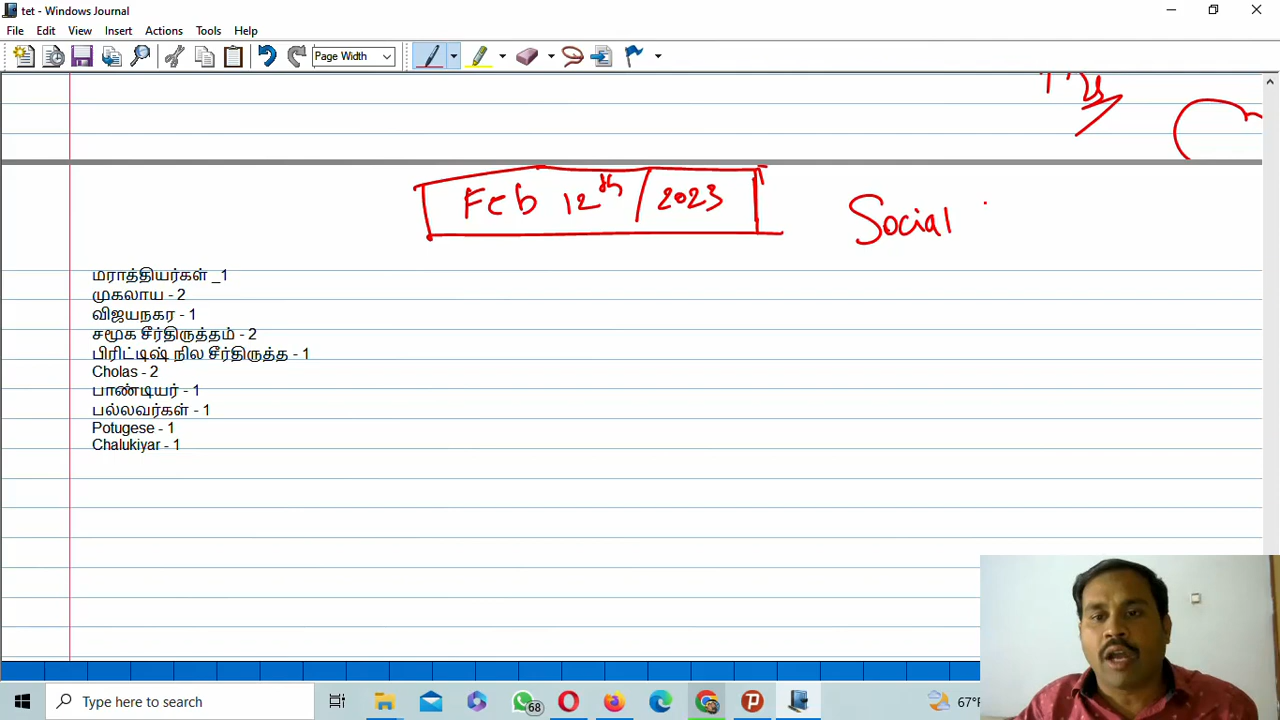 tet - Windows Journal
File Edit View Insert Actions Tools Help
Page Width
Feb 12th / 2023
Social
மராத்தியர்கள் _1
முகலாய - 2
விஜயநகர - 1
சமூக சீர்திருத்தம் - 2
பிரிட்டிஷ் நில சீர்திருத்த - 1
Cholas - 2
பாண்டியர் - 1
பல்லவர்கள் - 1
Potugese - 1
Chalukiyar - 1
Type here to search
68
67°F